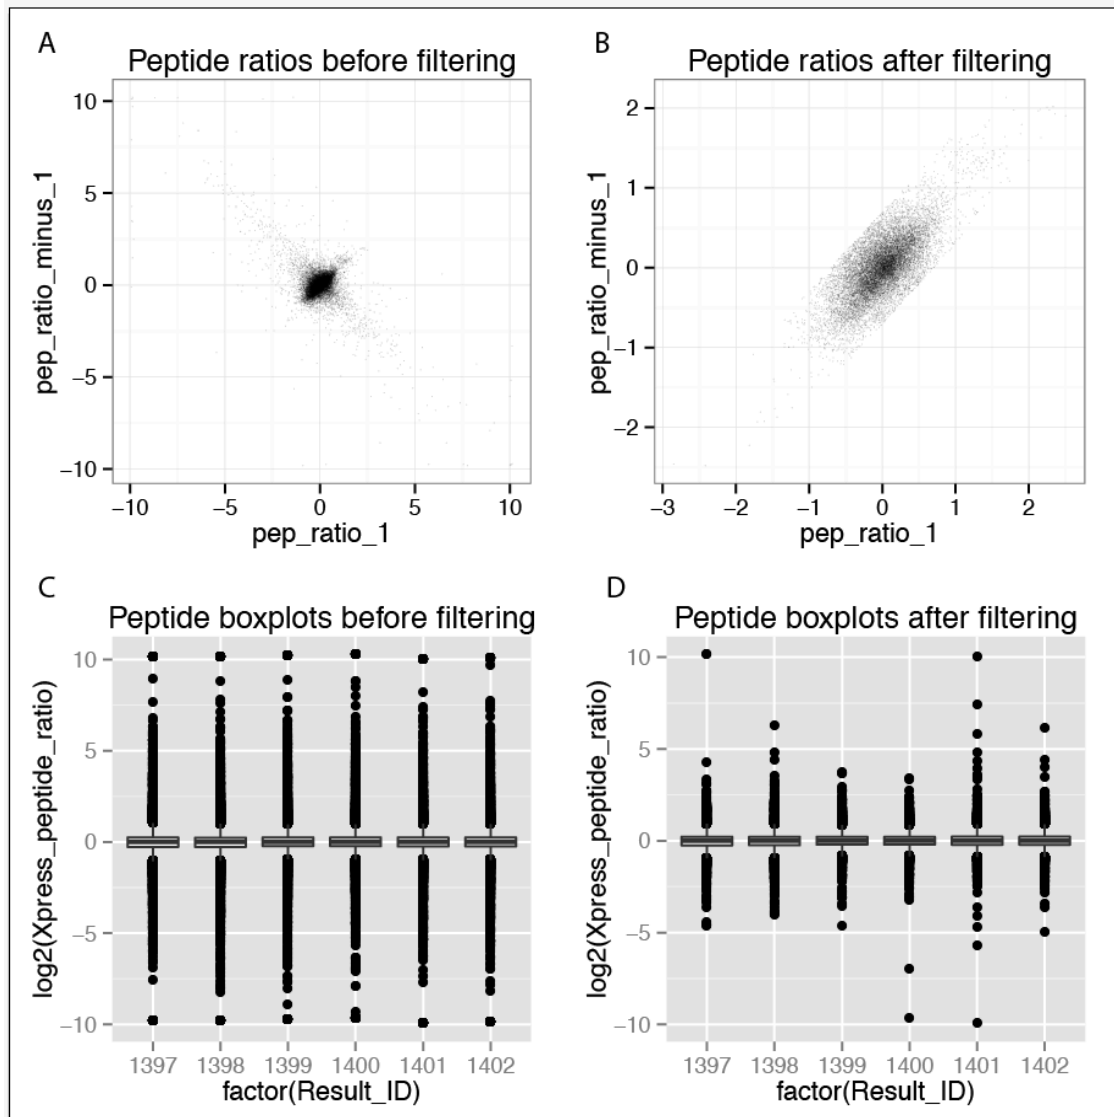 A
Peptide ratios before filtering
10
5
0
−5
−10
pep_ratio_minus_1
−10 −5 0 5 10
pep_ratio_1
B
Peptide ratios after filtering
2
1
0
−1
−2
pep_ratio_minus_1
−3 −2 −1 0 1 2
pep_ratio_1
C
Peptide boxplots before filtering
10
5
0
−5
−10
log2(Xpress_peptide_ratio)
1397 1398 1399 1400 1401 1402
factor(Result_ID)
D
Peptide boxplots after filtering
10
5
0
−5
−10
log2(Xpress_peptide_ratio)
1397 1398 1399 1400 1401 1402
factor(Result_ID)